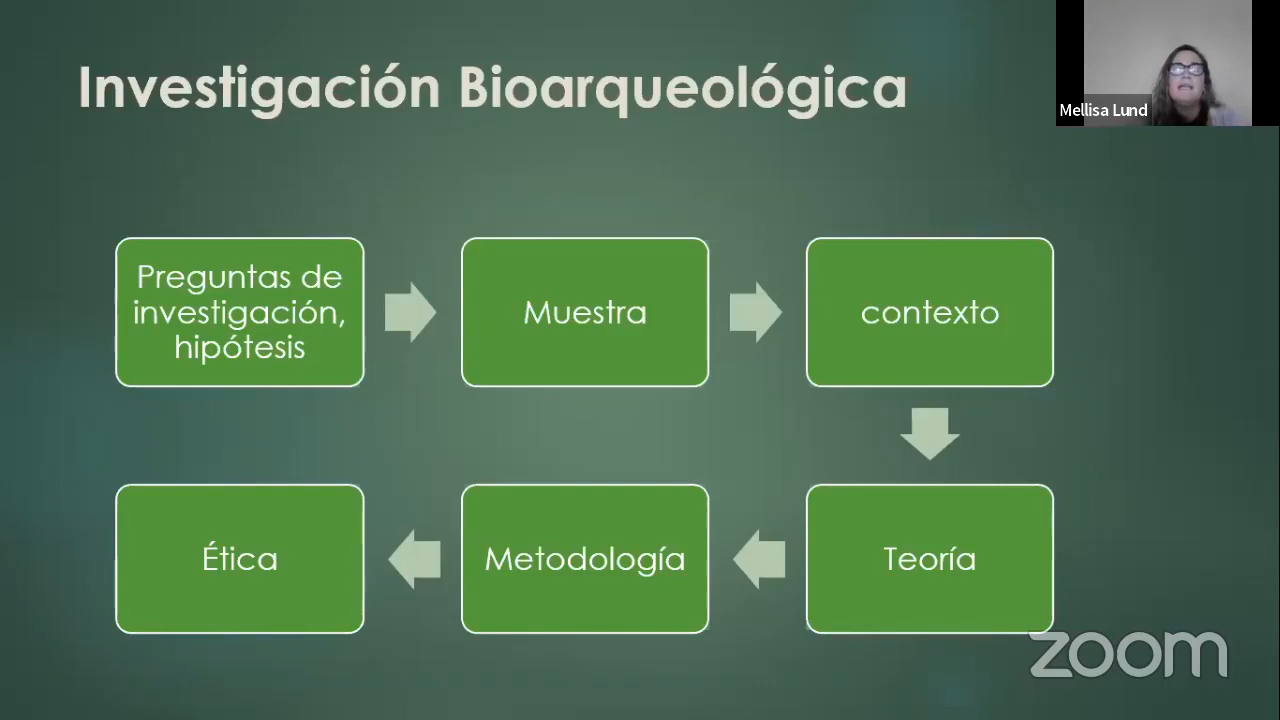 Investigación Bioarqueológica
Mellisa Lund
Preguntas de
investigación,
hipótesis
Muestra
contexto
Teoría
Metodología
Ética
zoom